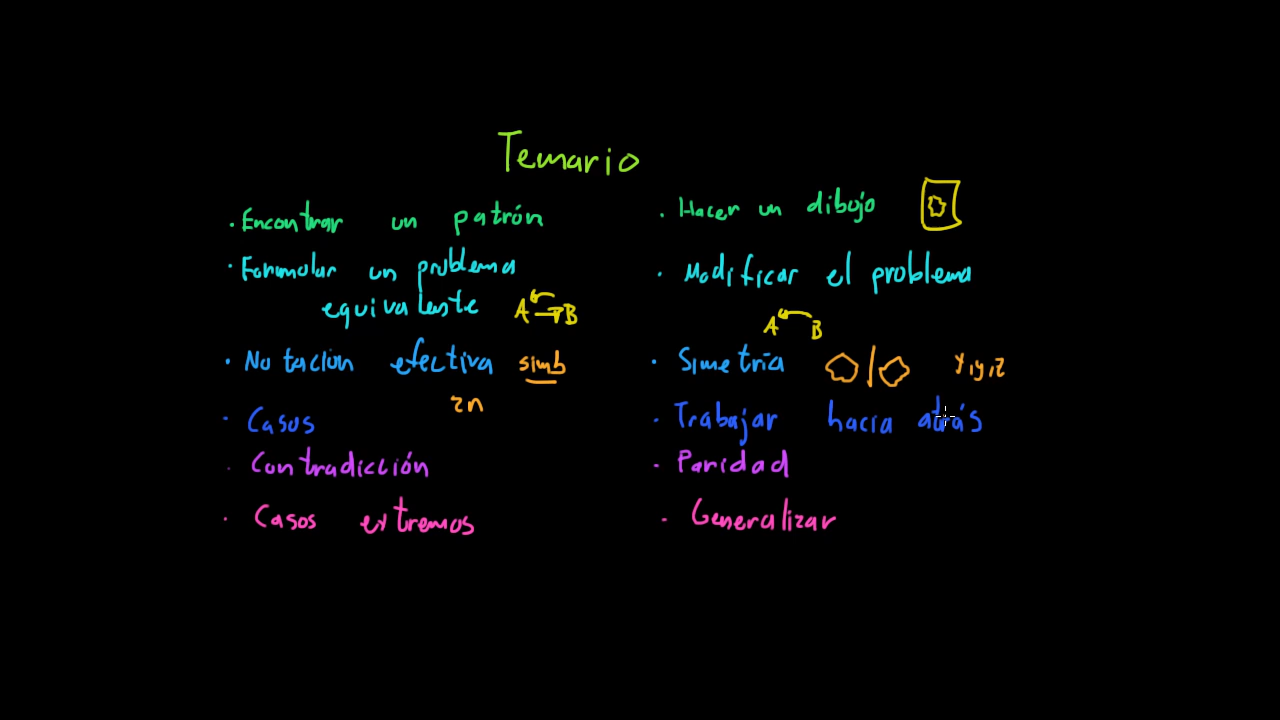 Temario
· Encontrar un patrón
· Formular un problema
equivalente A B
· Notación efectiva simb
2n
· Casos
· Contradicción
· Casos extremos
· Hacer un dibujo
· Modificar el problema
A B
· Simetría x,y,z
· Trabajar hacia atrás
· Paridad
· Generalizar